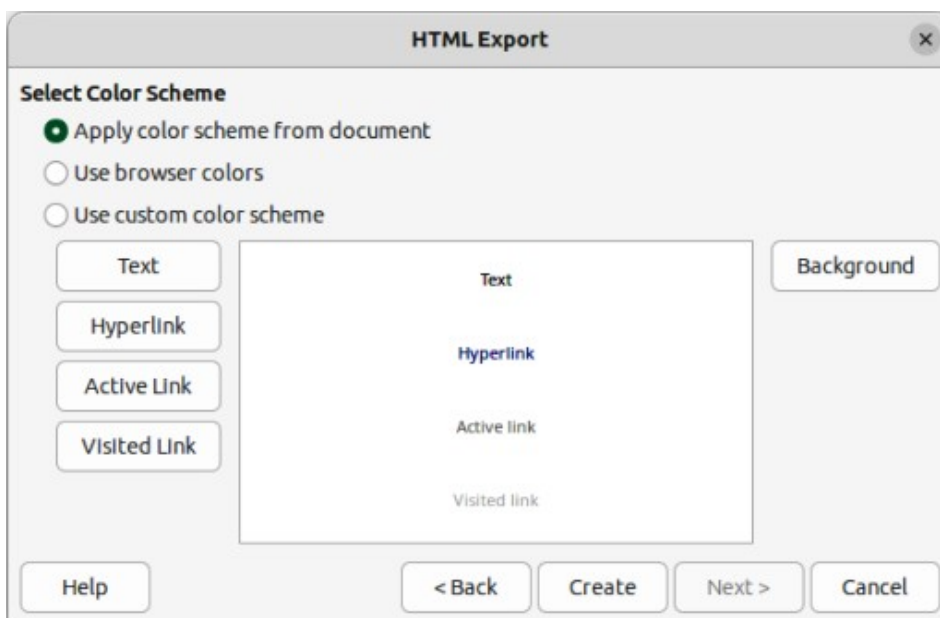 HTML Export
Select Color Scheme
Apply color scheme from document
Use browser colors
Use custom color scheme
Text
Hyperlink
Active Link
Visited Link
Text
Hyperlink
Active link
Visited link
Background
Help
< Back
Create
Next >
Cancel